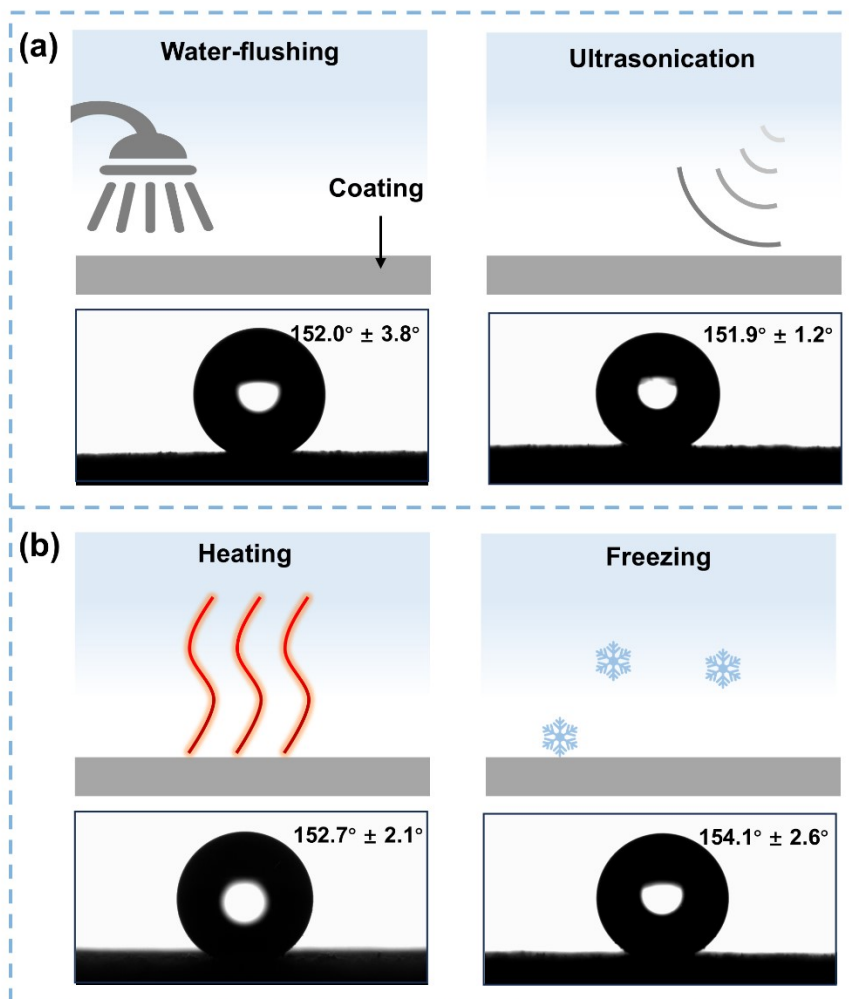 (a)
Water-flushing
Ultrasonication
Coating
152.0° ± 3.8°
151.9° ± 1.2°
(b)
Heating
Freezing
152.7° ± 2.1°
154.1° ± 2.6°